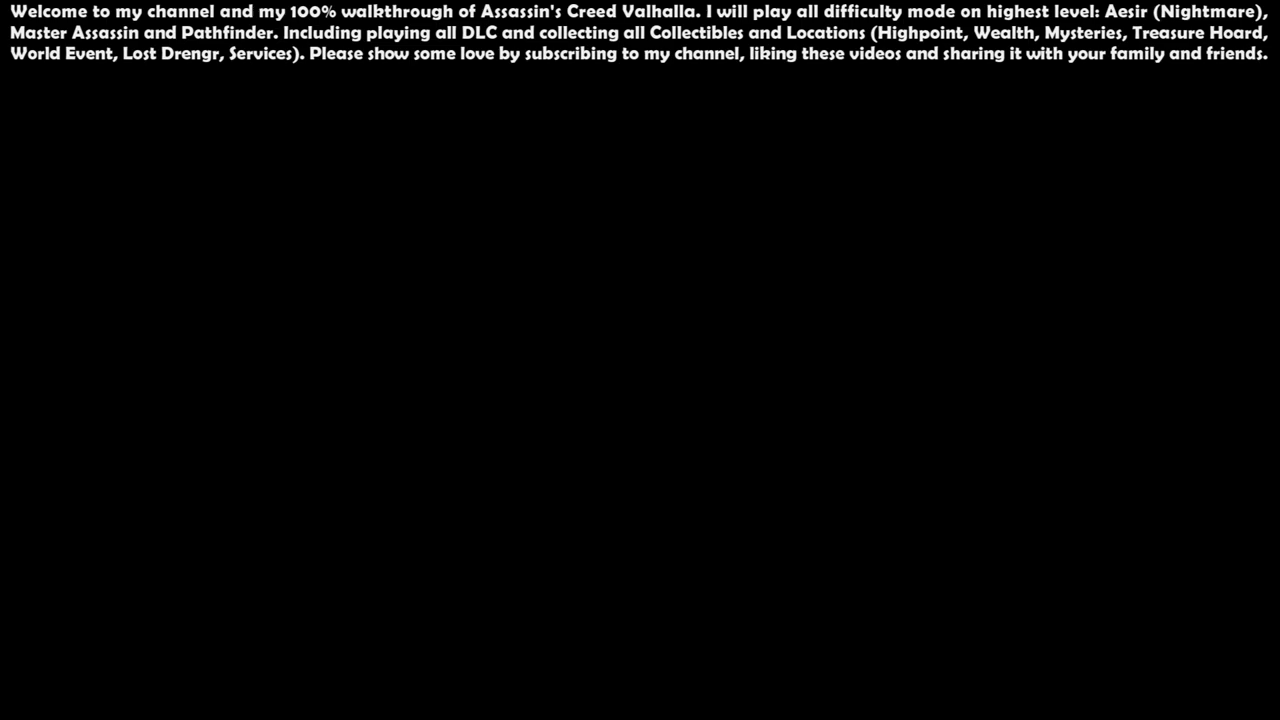 Welcome to my channel and my 100% walkthrough of Assassin's Creed Valhalla. I will play all difficulty mode on highest level: Aesir (Nightmare),
Master Assassin and Pathfinder. Including playing all DLC and collecting all Collectibles and Locations (Highpoint, Wealth, Mysteries, Treasure Hoard,
World Event, Lost Drengr, Services). Please show some love by subscribing to my channel, liking these videos and sharing it with your family and friends.